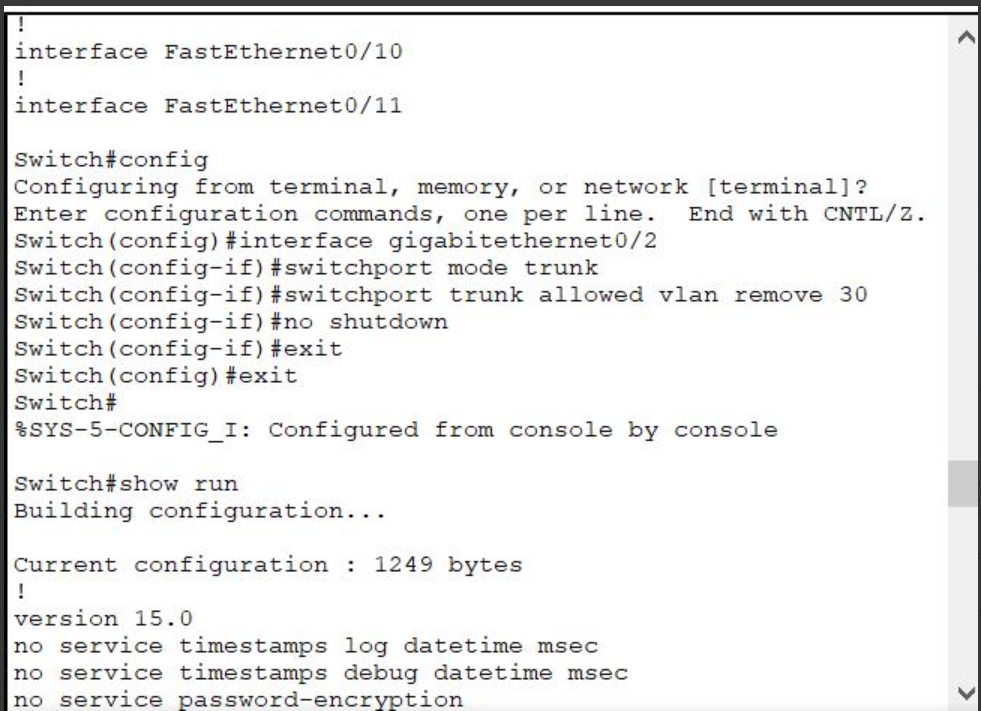 !
interface FastEthernet0/10
!
interface FastEthernet0/11
Switch#config
Configuring from terminal, memory, or network [terminal]?
Enter configuration commands, one per line.  End with CNTL/Z.
Switch(config)#interface gigabitethernet0/2
Switch(config-if)#switchport mode trunk
Switch(config-if)#switchport trunk allowed vlan remove 30
Switch(config-if)#no shutdown
Switch(config-if)#exit
Switch(config)#exit
Switch#
%SYS-5-CONFIG_I: Configured from console by console
Switch#show run
Building configuration...
Current configuration : 1249 bytes
!
version 15.0
no service timestamps log datetime msec
no service timestamps debug datetime msec
no service password-encryption